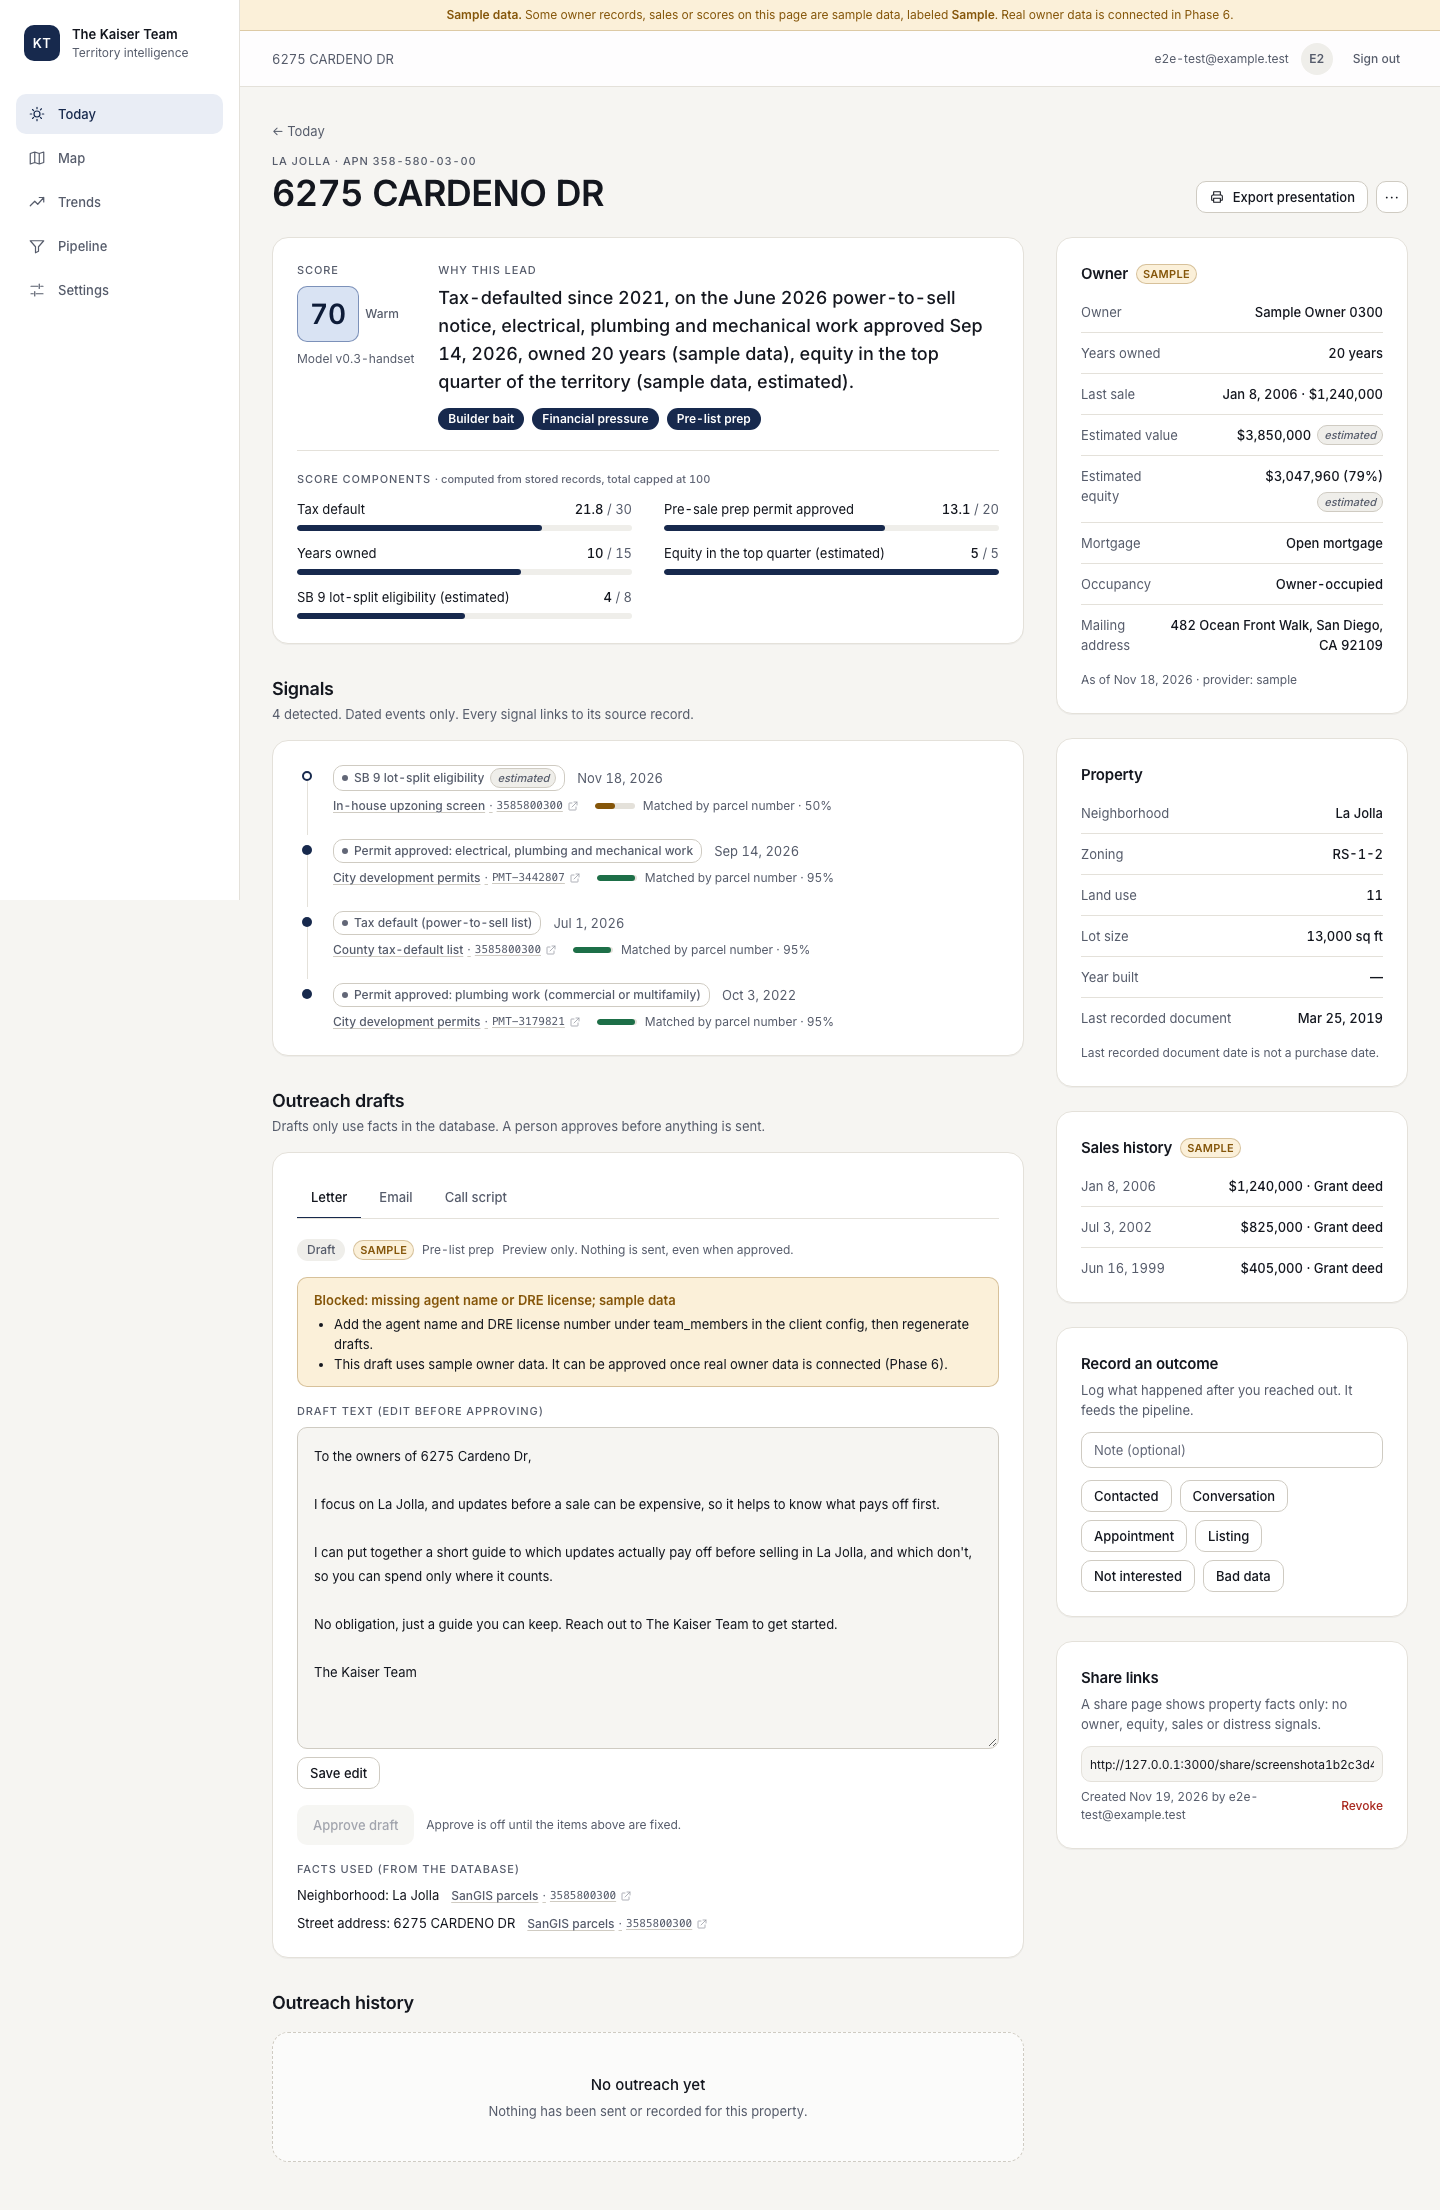 KT
The Kaiser Team
Territory intelligence
Today
Map
Trends
Pipeline
Settings
Sample data. Some owner records, sales or scores on this page are sample data, labeled Sample. Real owner data is connected in Phase 6.
6275 CARDENO DR
e2e-test@example.test
E2
Sign out
← Today
LA JOLLA · APN 358-580-03-00
6275 CARDENO DR
Export presentation
···
SCORE
70
Warm
Model v0.3-handset
WHY THIS LEAD
Tax-defaulted since 2021, on the June 2026 power-to-sell
notice, electrical, plumbing and mechanical work approved Sep
14, 2026, owned 20 years (sample data), equity in the top
quarter of the territory (sample data, estimated).
Builder bait
Financial pressure
Pre-list prep
SCORE COMPONENTS · computed from stored records, total capped at 100
Tax default 21.8 / 30
Pre-sale prep permit approved 13.1 / 20
Years owned 10 / 15
Equity in the top quarter (estimated) 5 / 5
SB 9 lot-split eligibility (estimated) 4 / 8
Signals
4 detected. Dated events only. Every signal links to its source record.
SB 9 lot-split eligibility estimated Nov 18, 2026
In-house upzoning screen · 3585800300 Matched by parcel number · 50%
Permit approved: electrical, plumbing and mechanical work Sep 14, 2026
City development permits · PMT-3442807 Matched by parcel number · 95%
Tax default (power-to-sell list) Jul 1, 2026
County tax-default list · 3585800300 Matched by parcel number · 95%
Permit approved: plumbing work (commercial or multifamily) Oct 3, 2022
City development permits · PMT-3179821 Matched by parcel number · 95%
Outreach drafts
Drafts only use facts in the database. A person approves before anything is sent.
Letter
Email
Call script
Draft SAMPLE Pre-list prep Preview only. Nothing is sent, even when approved.
Blocked: missing agent name or DRE license; sample data
• Add the agent name and DRE license number under team_members in the client config, then regenerate
drafts.
• This draft uses sample owner data. It can be approved once real owner data is connected (Phase 6).
DRAFT TEXT (EDIT BEFORE APPROVING)
To the owners of 6275 Cardeno Dr,
I focus on La Jolla, and updates before a sale can be expensive, so it helps to know what pays off first.
I can put together a short guide to which updates actually pay off before selling in La Jolla, and which don't,
so you can spend only where it counts.
No obligation, just a guide you can keep. Reach out to The Kaiser Team to get started.
The Kaiser Team
Save edit
Approve draft Approve is off until the items above are fixed.
FACTS USED (FROM THE DATABASE)
Neighborhood: La Jolla SanGIS parcels · 3585800300
Street address: 6275 CARDENO DR SanGIS parcels · 3585800300
Outreach history
No outreach yet
Nothing has been sent or recorded for this property.
Owner SAMPLE
Owner Sample Owner 0300
Years owned 20 years
Last sale Jan 8, 2006 · $1,240,000
Estimated value $3,850,000 estimated
Estimated $3,047,960 (79%)
equity estimated
Mortgage Open mortgage
Occupancy Owner-occupied
Mailing 482 Ocean Front Walk, San Diego,
address CA 92109
As of Nov 18, 2026 · provider: sample
Property
Neighborhood La Jolla
Zoning RS-1-2
Land use 11
Lot size 13,000 sq ft
Year built —
Last recorded document Mar 25, 2019
Last recorded document date is not a purchase date.
Sales history SAMPLE
Jan 8, 2006 $1,240,000 · Grant deed
Jul 3, 2002 $825,000 · Grant deed
Jun 16, 1999 $405,000 · Grant deed
Record an outcome
Log what happened after you reached out. It
feeds the pipeline.
Note (optional)
Contacted
Conversation
Appointment
Listing
Not interested
Bad data
Share links
A share page shows property facts only: no
owner, equity, sales or distress signals.
http://127.0.0.1:3000/share/screenshota1b2c3d4
Created Nov 19, 2026 by e2e-
test@example.test
Revoke